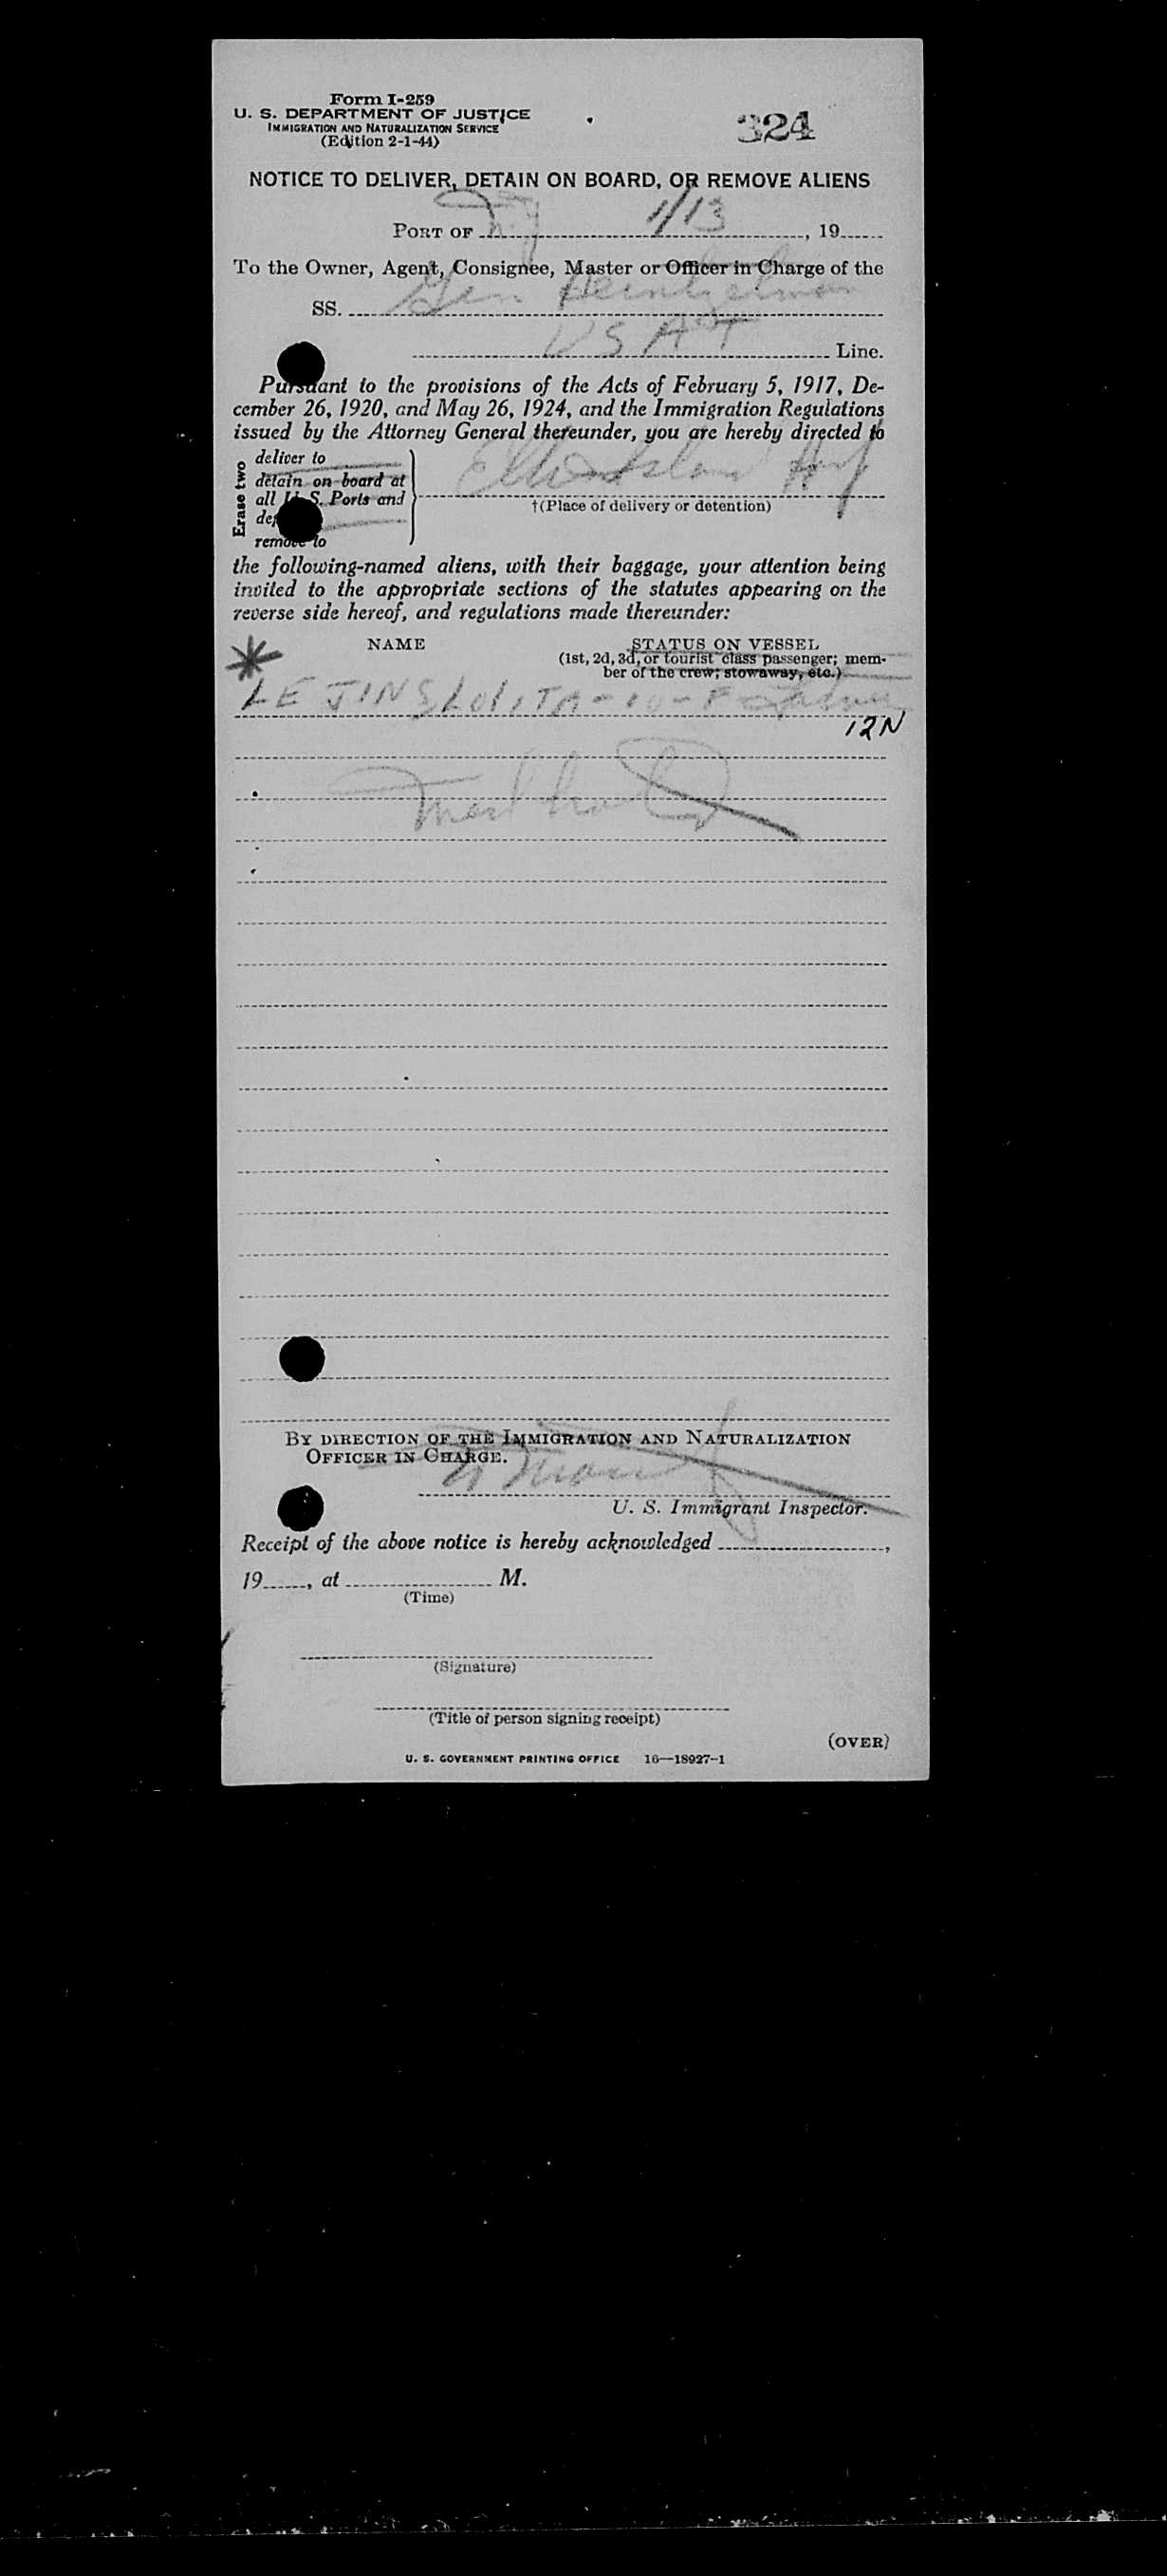 Form I-259
U. S. DEPARTMENT OF JUSTICE
IMMIGRATION AND NATURALIZATION SERVICE
(Edition 2-1-44)
324
NOTICE TO DELIVER, DETAIN ON BOARD, OR REMOVE ALIENS
PORT OF NY 1/13, 19
To the Owner, Agent, Consignee, Master or Officer in Charge of the
SS. Gen Heintzelman
USAT Line.
Pursuant to the provisions of the Acts of February 5, 1917, De-
cember 26, 1920, and May 26, 1924, and the Immigration Regulations
issued by the Attorney General thereunder, you are hereby directed to
Erase two
deliver to
detain on board at
all U. S. Ports and
remove to
Ellis Island
†(Place of delivery or detention)
the following-named aliens, with their baggage, your attention being
invited to the appropriate sections of the statutes appearing on the
reverse side hereof, and regulations made thereunder:
NAME
STATUS ON VESSEL
(1st, 2d, 3d, or tourist class passenger; mem-
ber of the crew; stowaway, etc.)
* LEJINS LOLITA - 10 - F -
12N
BY DIRECTION OF THE IMMIGRATION AND NATURALIZATION
OFFICER IN CHARGE.
U. S. Immigrant Inspector.
Receipt of the above notice is hereby acknowledged ,
19 , at M.
(Time)
(Signature)
(Title of person signing receipt)
(OVER)
U. S. GOVERNMENT PRINTING OFFICE 16—18927-1